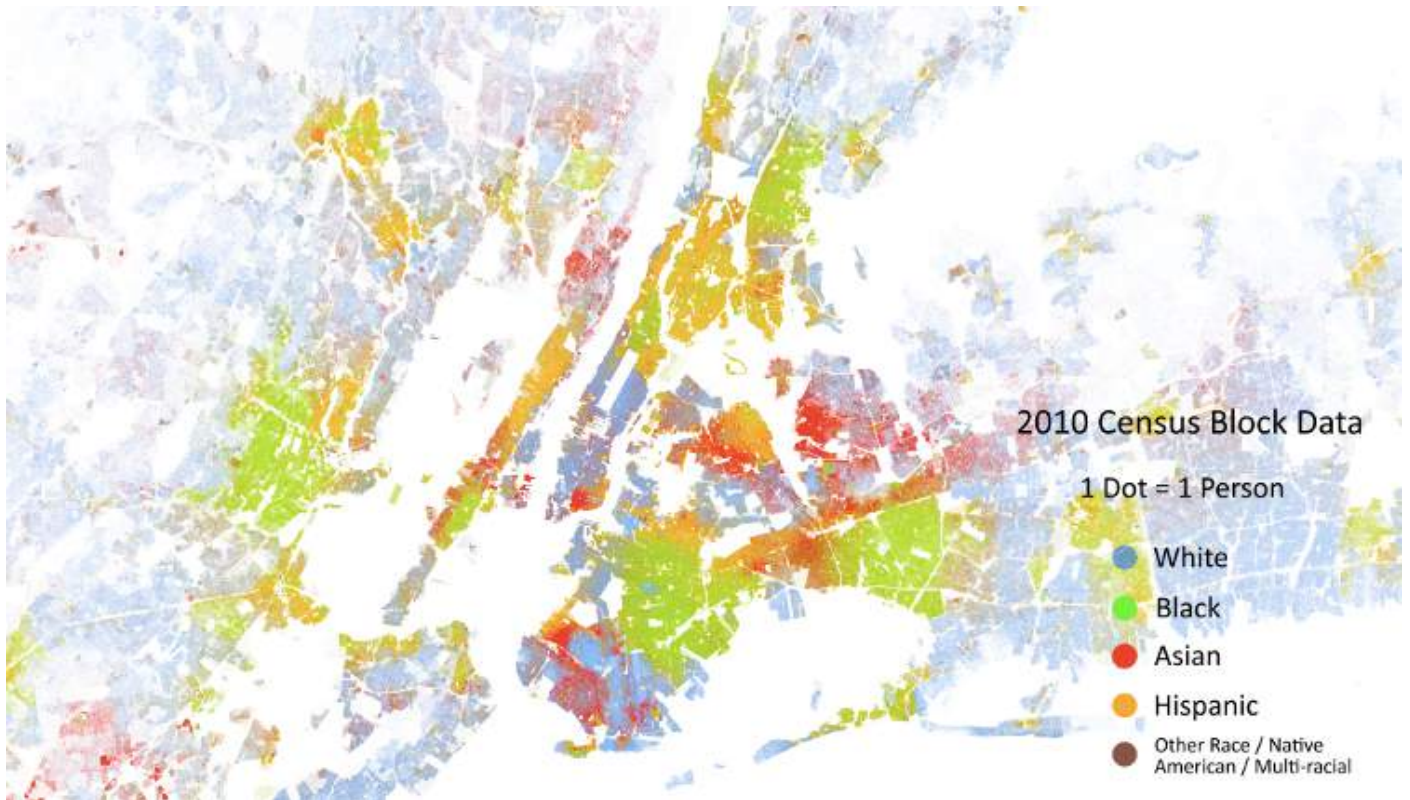 2010 Census Block Data
1 Dot = 1 Person
White
Black
Asian
Hispanic
Other Race / Native
American / Multi-racial